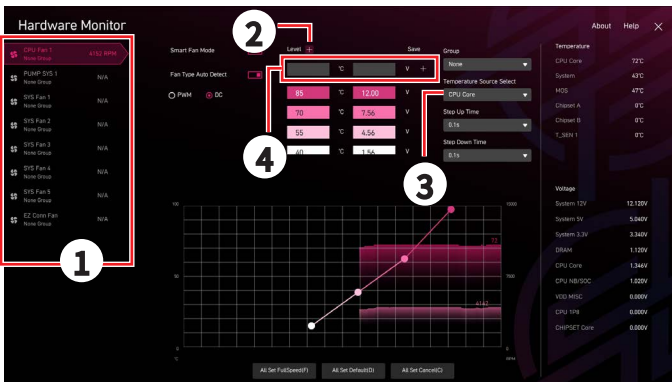 Hardware Monitor
About Help
CPU Fan 1 4162 RPM
None Group
PUMP SYS 1 N/A
None Group
SYS Fan 1 N/A
None Group
SYS Fan 2 N/A
None Group
SYS Fan 3 N/A
None Group
SYS Fan 4 N/A
None Group
SYS Fan 5 N/A
None Group
EZ Conn Fan N/A
None Group
1
2
Smart Fan Mode
Fan Type Auto Detect
PWM DC
Level Save
°C V
85 °C 12.00 V
70 °C 7.56 V
55 °C 4.56 V
40 °C 1.56 V
4
Group
None
Temperature Source Select
CPU Core
Step Up Time
0.1s
Step Down Time
0.1s
3
100 15000
72
50 7500
4162
0 0
°C RPM
All Set FullSpeed(F) All Set Default(D) All Set Cancel(C)
Temperature
CPU Core 72°C
System 43°C
MOS 47°C
Chipset A 0°C
Chipset B 0°C
T_SEN 1 0°C
Voltage
System 12V 12.120V
System 5V 5.040V
System 3.3V 3.340V
DRAM 1.120V
CPU Core 1.346V
CPU NB/SOC 1.020V
VDD MISC 0.000V
CPU 1P8 0.000V
CHIPSET Core 0.000V